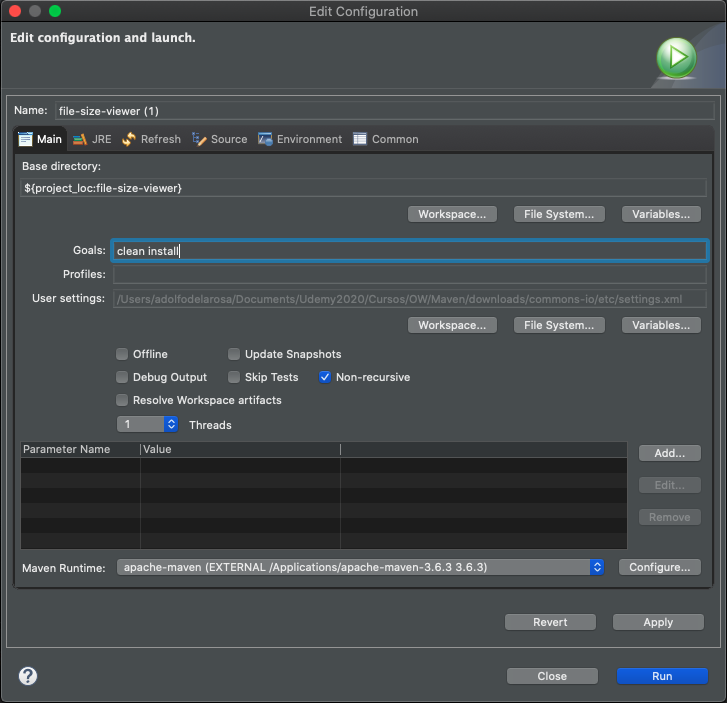 Edit Configuration
Edit configuration and launch.
Name: file-size-viewer (1)
Main JRE Refresh Source Environment Common
Base directory:
${project_loc:file-size-viewer}
Workspace... File System... Variables...
Goals: clean install
Profiles:
User settings: /Users/adolfodelarosa/Documents/Udemy2020/Cursos/OW/Maven/downloads/commons-io/etc/settings.xml
Workspace... File System... Variables...
Offline Update Snapshots
Debug Output Skip Tests Non-recursive
Resolve Workspace artifacts
1 Threads
Parameter Name Value
Add...
Edit...
Remove
Maven Runtime: apache-maven (EXTERNAL /Applications/apache-maven-3.6.3 3.6.3) Configure...
Revert Apply
? Close Run